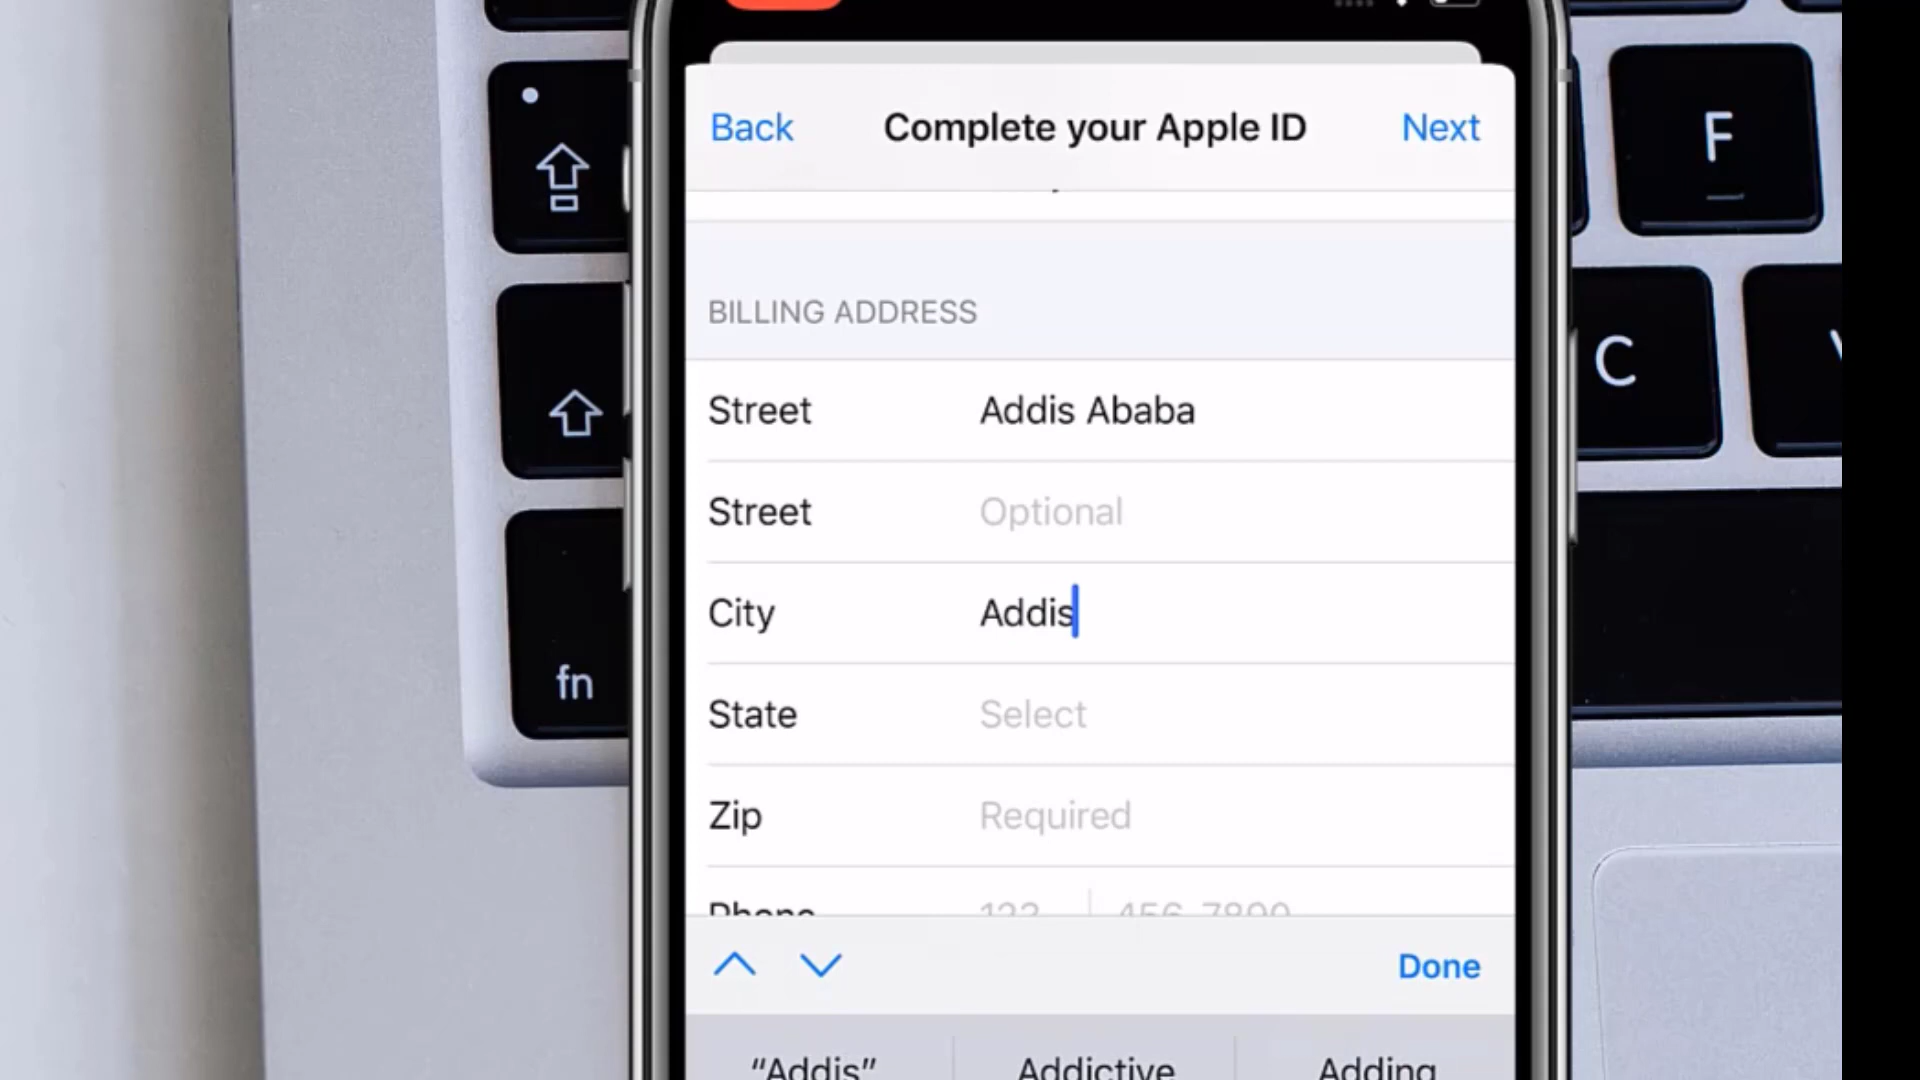 Back Complete your Apple ID Next
BILLING ADDRESS
Street Addis Ababa
Street Optional
City Addis
State Select
Zip Required
Phone 123 456-7890
Done
"Addis" Addictive Adding
F
C
fn